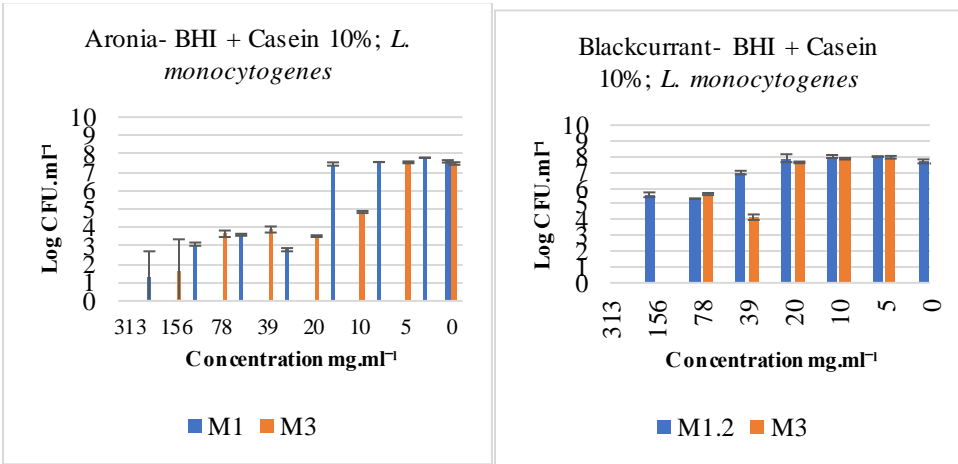 Aronia- BHI + Casein 10%; L.
monocytogenes
10
9
8
7
6
5
4
3
2
1
0
Log CFU.ml⁻¹
313 156 78 39 20 10 5 0
Concentration mg.ml⁻¹
M1 M3
Blackcurrant- BHI + Casein
10%; L. monocytogenes
10
9
8
7
6
5
4
3
2
1
0
Log CFU.ml⁻¹
313 156 78 39 20 10 5 0
Concentration mg.ml⁻¹
M1.2 M3